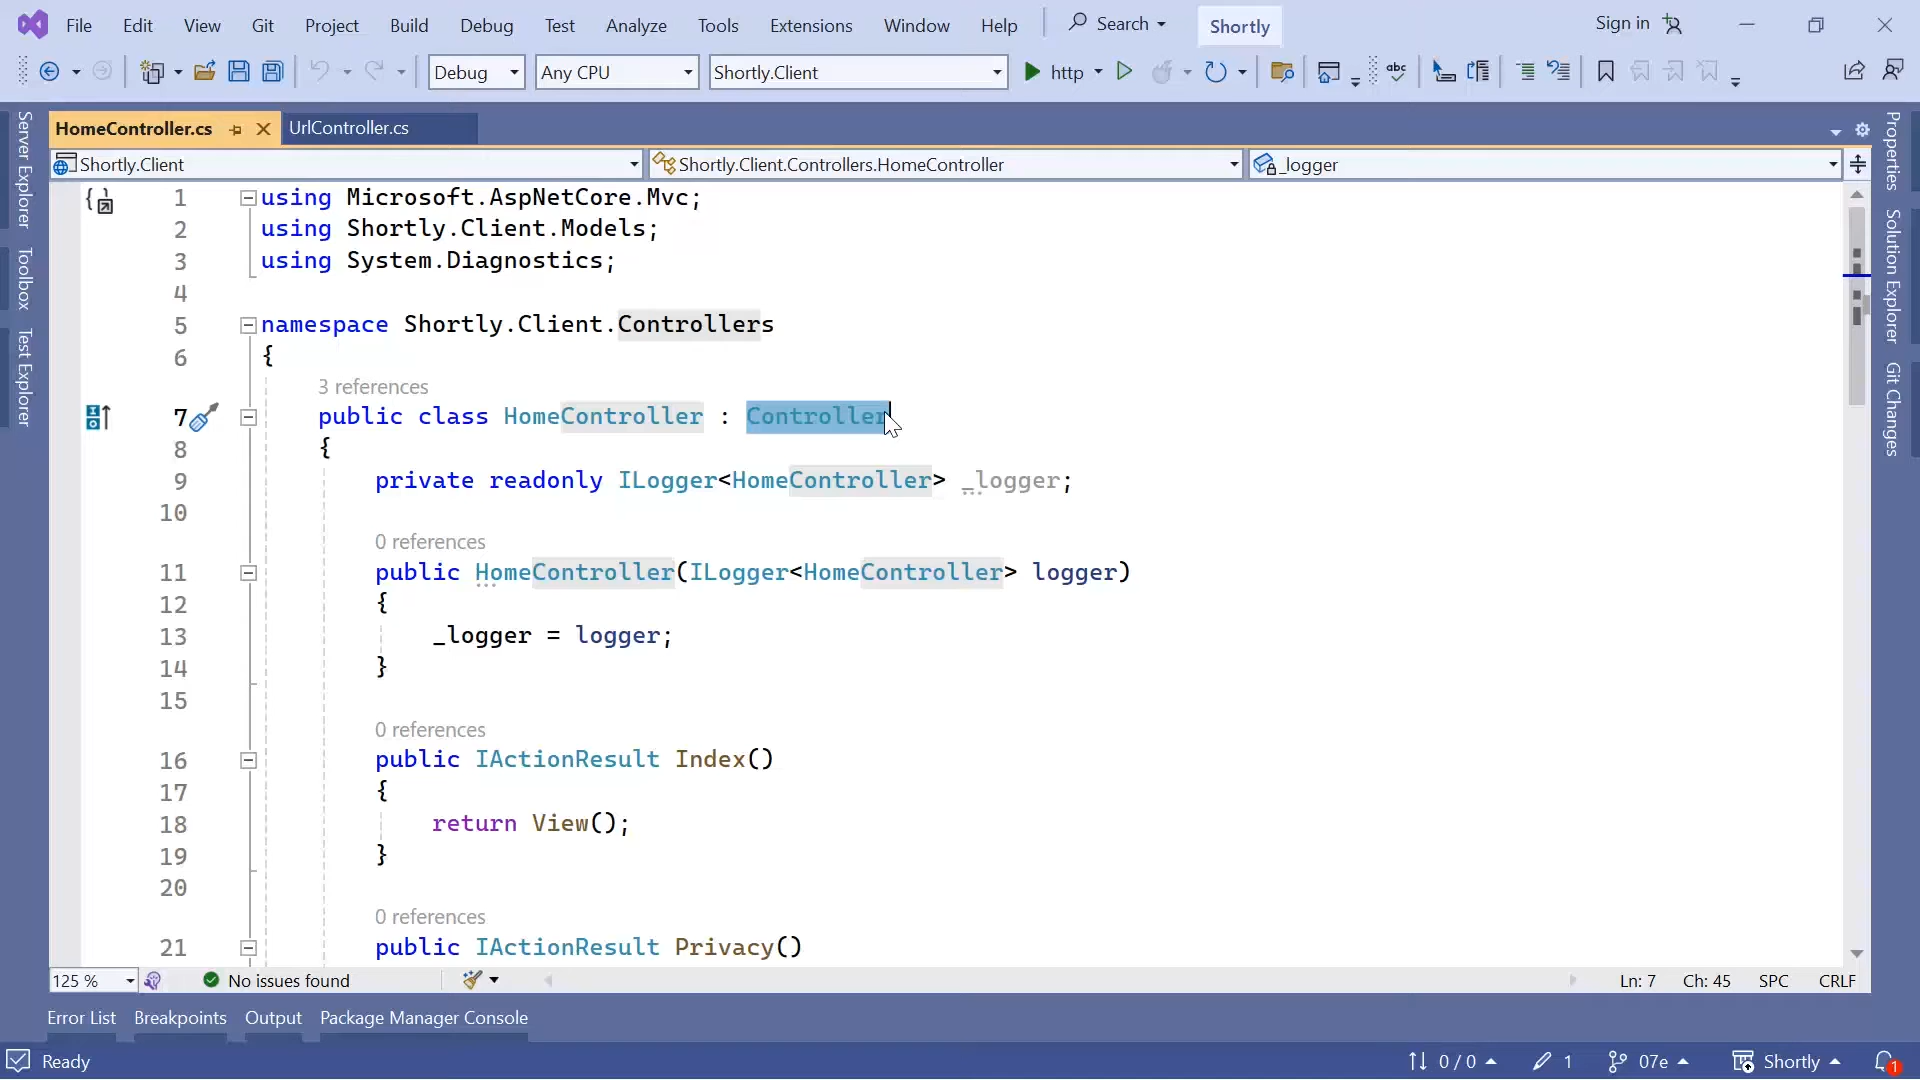 File Edit View Git Project Build Debug Test Analyze Tools Extensions Window Help Search Shortly Sign in
Debug Any CPU Shortly.Client http abc
HomeController.cs UrlController.cs
Shortly.Client Shortly.Client.Controllers.HomeController _logger
Server Explorer
Toolbox
Test Explorer
1 using Microsoft.AspNetCore.Mvc;
2 using Shortly.Client.Models;
3 using System.Diagnostics;
4
5 namespace Shortly.Client.Controllers
6 {
3 references
7 public class HomeController : Controller
8 {
9 private readonly ILogger<HomeController> _logger;
10
0 references
11 public HomeController(ILogger<HomeController> logger)
12 {
13 _logger = logger;
14 }
15
0 references
16 public IActionResult Index()
17 {
18 return View();
19 }
20
0 references
21 public IActionResult Privacy()
Properties
Solution Explorer
Git Changes
125 % No issues found Ln: 7 Ch: 45 SPC CRLF
Error List Breakpoints Output Package Manager Console
Ready 0 / 0 1 07e Shortly 1